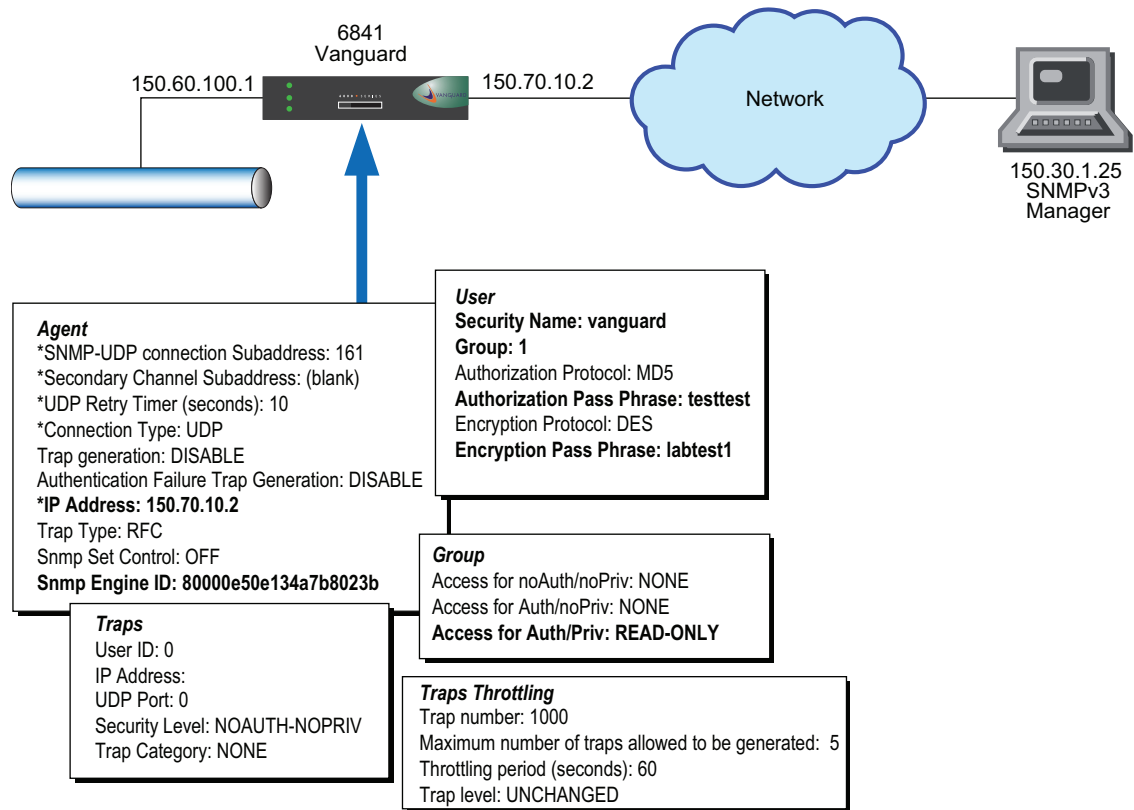 6841
Vanguard
150.60.100.1
150.70.10.2
VANGUARD
Network
150.30.1.25
SNMPv3
Manager
Agent
*SNMP-UDP connection Subaddress: 161
*Secondary Channel Subaddress: (blank)
*UDP Retry Timer (seconds): 10
*Connection Type: UDP
Trap generation: DISABLE
Authentication Failure Trap Generation: DISABLE
*IP Address: 150.70.10.2
Trap Type: RFC
Snmp Set Control: OFF
Snmp Engine ID: 80000e50e134a7b8023b
User
Security Name: vanguard
Group: 1
Authorization Protocol: MD5
Authorization Pass Phrase: testtest
Encryption Protocol: DES
Encryption Pass Phrase: labtest1
Group
Access for noAuth/noPriv: NONE
Access for Auth/noPriv: NONE
Access for Auth/Priv: READ-ONLY
Traps
User ID: 0
IP Address:
UDP Port: 0
Security Level: NOAUTH-NOPRIV
Trap Category: NONE
Traps Throttling
Trap number: 1000
Maximum number of traps allowed to be generated: 5
Throttling period (seconds): 60
Trap level: UNCHANGED